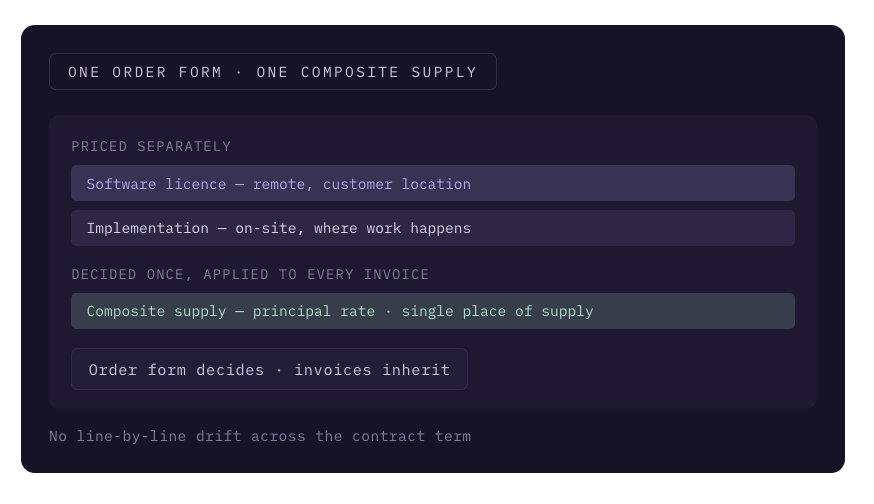 ONE ORDER FORM · ONE COMPOSITE SUPPLY
PRICED SEPARATELY
Software licence — remote, customer location
Implementation — on-site, where work happens
DECIDED ONCE, APPLIED TO EVERY INVOICE
Composite supply — principal rate · single place of supply
Order form decides · invoices inherit
No line-by-line drift across the contract term